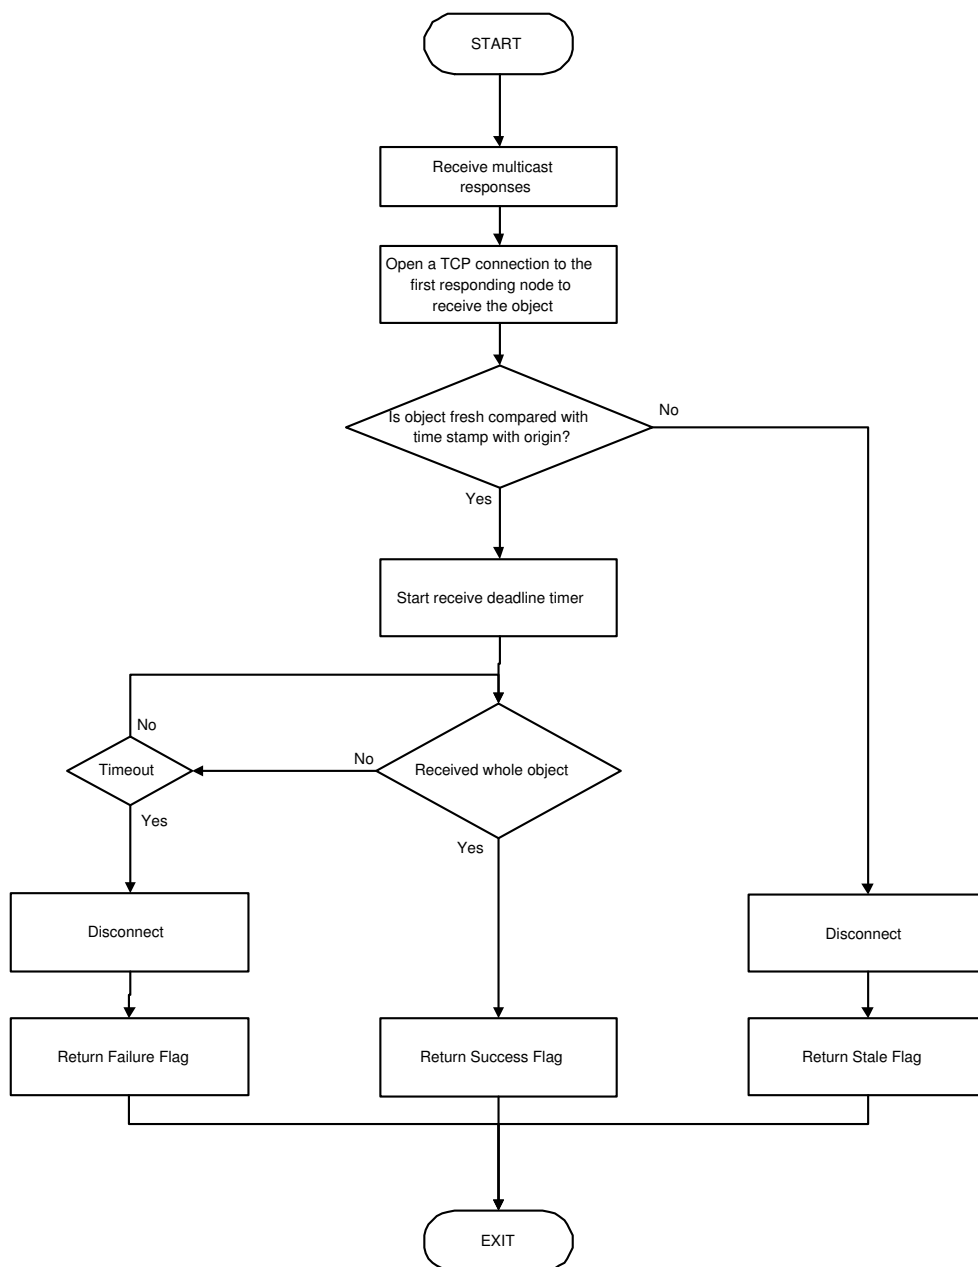 START
Receive multicast
responses
Open a TCP connection to the
first responding node to
receive the object
Is object fresh compared with
time stamp with origin?
No
Yes
Start receive deadline timer
No
Timeout
No
Received whole object
Yes
Yes
Disconnect
Disconnect
Return Failure Flag
Return Success Flag
Return Stale Flag
EXIT